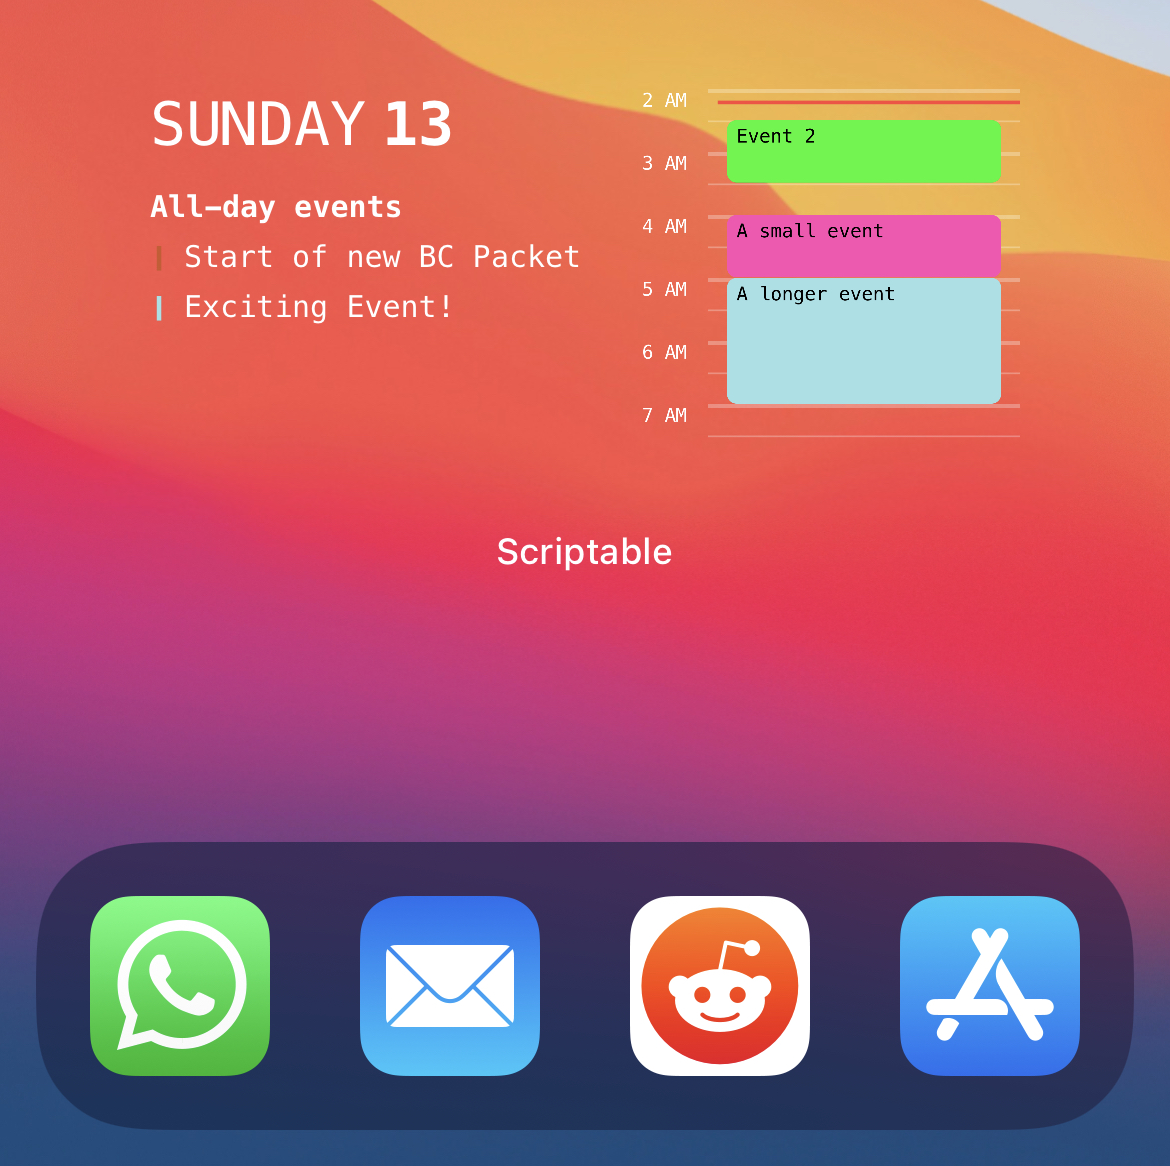 SUNDAY 13
All-day events
Start of new BC Packet
Exciting Event!
2 AM
Event 2
3 AM
4 AM
A small event
5 AM
A longer event
6 AM
7 AM
Scriptable